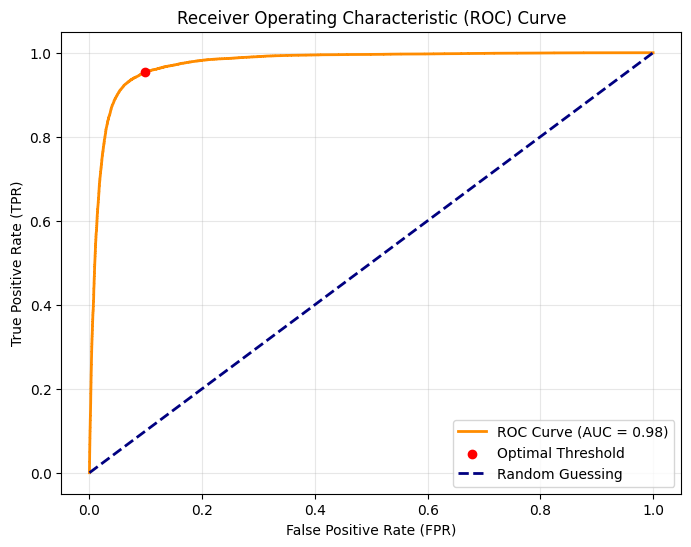 Receiver Operating Characteristic (ROC) Curve
True Positive Rate (TPR)
1.0
0.8
0.6
0.4
0.2
0.0
0.0 0.2 0.4 0.6 0.8 1.0
False Positive Rate (FPR)
ROC Curve (AUC = 0.98)
Optimal Threshold
Random Guessing